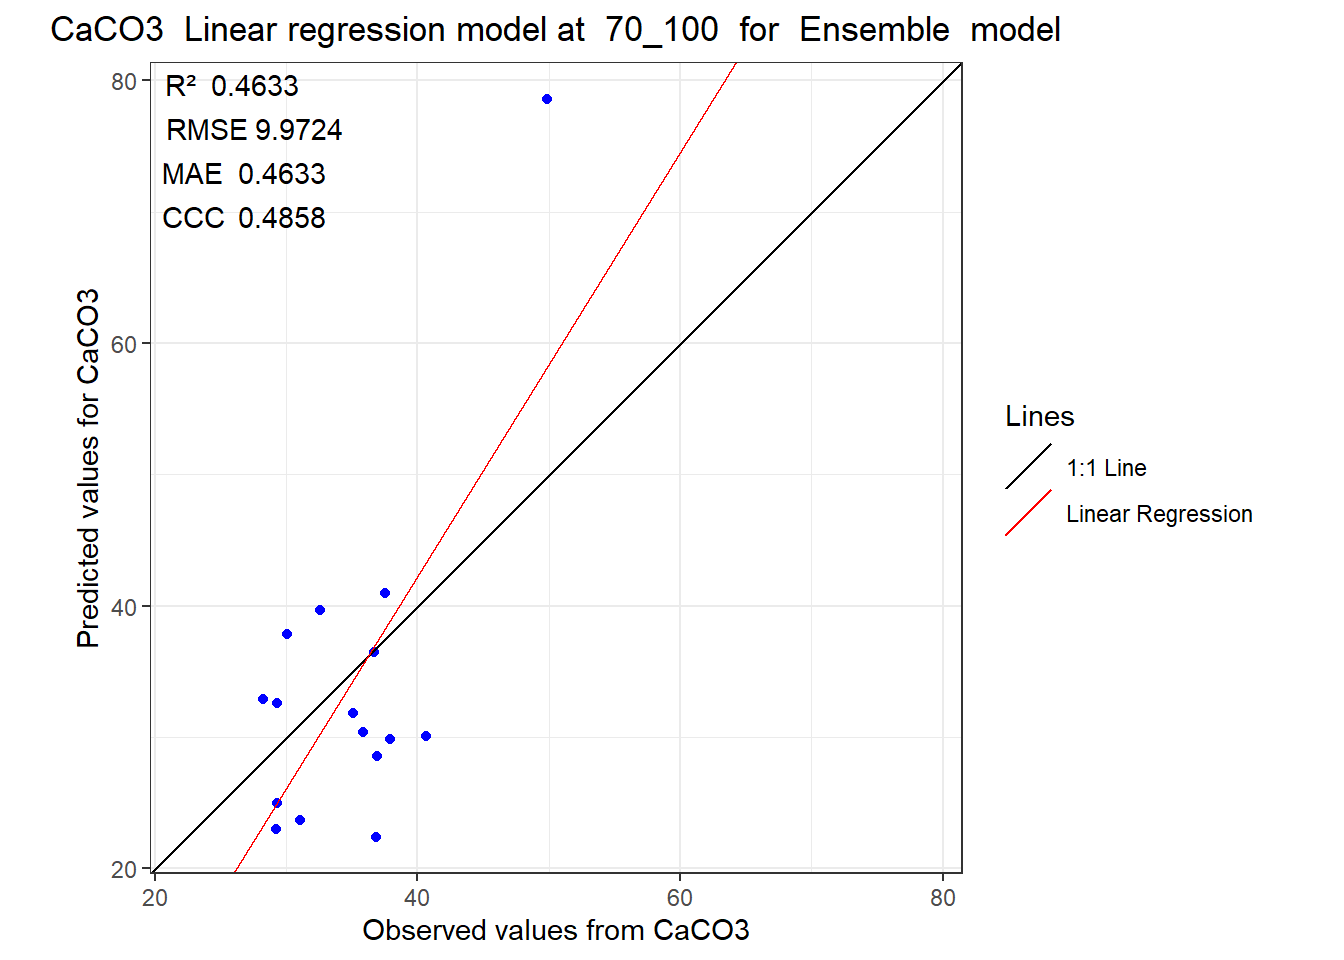 CaCO3 Linear regression model at 70_100 for Ensemble model
R² 0.4633
RMSE 9.9724
MAE 0.4633
CCC 0.4858
80
60
40
20
Predicted values for CaCO3
20 40 60 80
Observed values from CaCO3
Lines
1:1 Line
Linear Regression